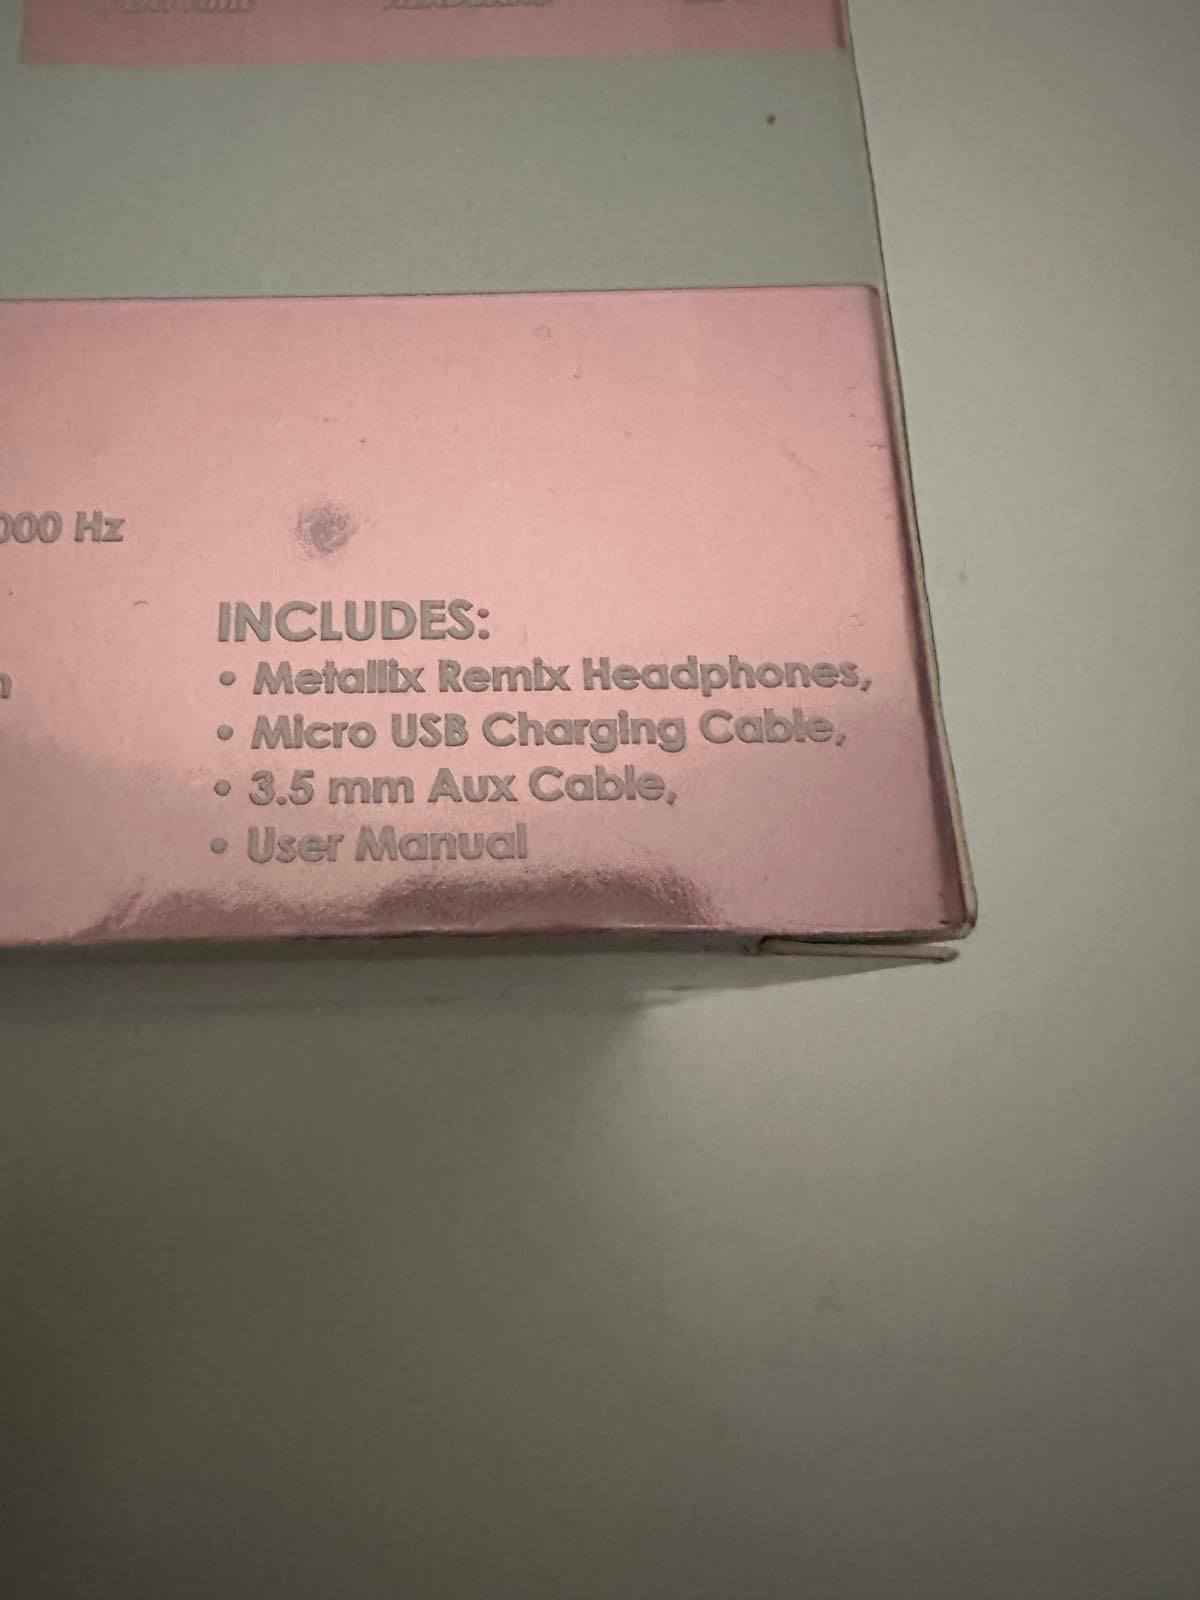 000 Hz
INCLUDES:
• Metallix Remix Headphones,
• Micro USB Charging Cable,
• 3.5 mm Aux Cable,
• User Manual